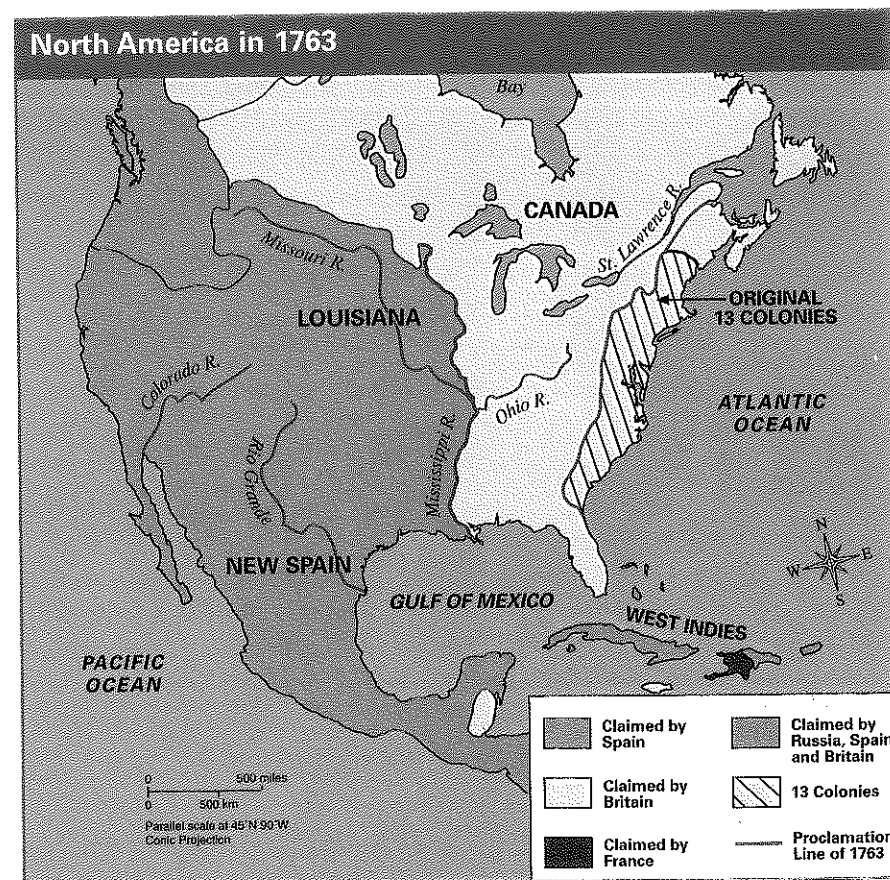 North America in 1763
Bay
CANADA
St. Lawrence R.
Missouri R.
ORIGINAL
13 COLONIES
LOUISIANA
Colorado R.
Ohio R.
ATLANTIC
OCEAN
Mississippi R.
Rio Grande
N
W E
S
NEW SPAIN
GULF OF MEXICO
WEST INDIES
PACIFIC
OCEAN
Claimed by
Spain
Claimed by
Russia, Spain
and Britain
Claimed by
Britain
13 Colonies
Claimed by
France
Proclamation
Line of 1763
0 500 miles
0 500 km
Parallel scale at 45°N 90°W
Conic Projection